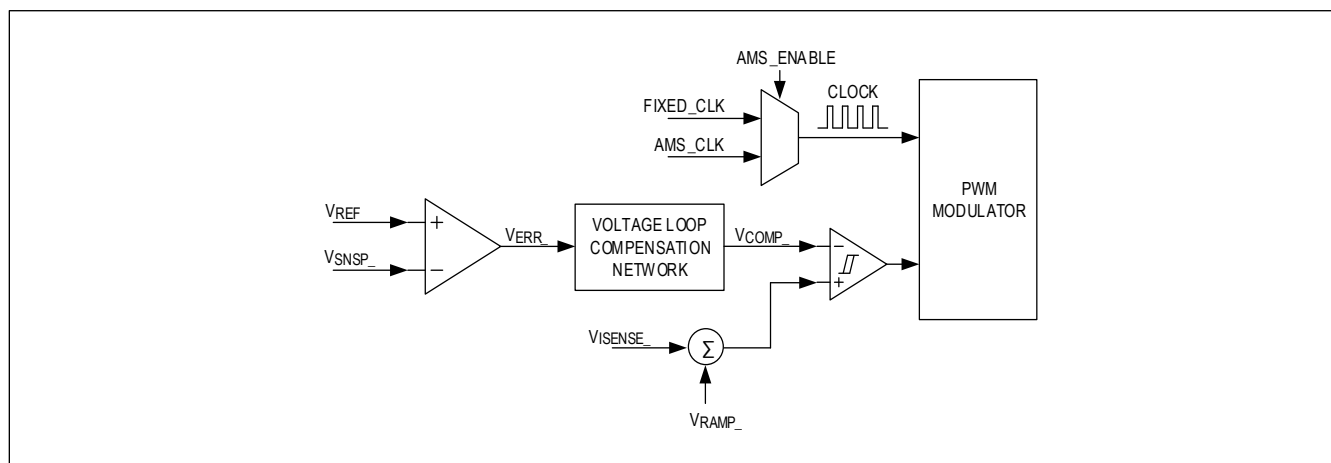 AMS_ENABLE
FIXED_CLK
CLOCK
AMS_CLK
PWM
MODULATOR
VREF
+
VSNSP_
−
VERR_
VOLTAGE LOOP
COMPENSATION
NETWORK
VCOMP_
−
+
VISENSE_
Σ
VRAMP_